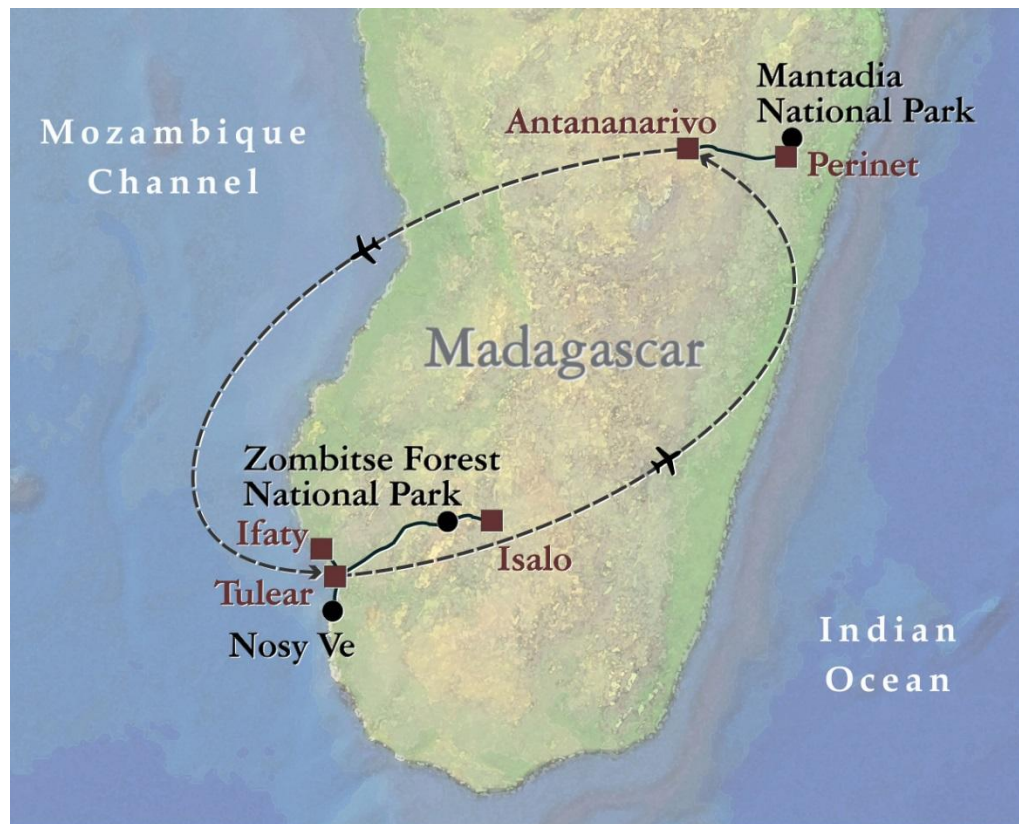 Mantadia
National Park
Antananarivo
Perinet
Mozambique
Channel
Madagascar
Zombitse Forest
National Park
Ifaty
Isalo
Tulear
Nosy Ve
Indian
Ocean